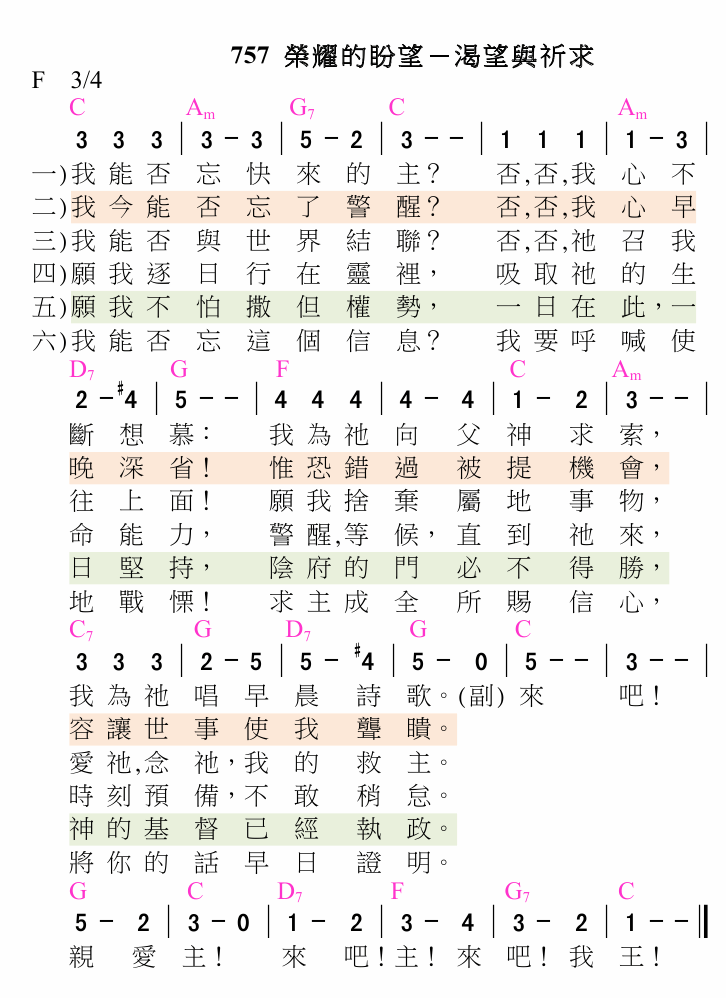 757 榮耀的盼望－渴望與祈求
F 3/4
C Am G7 C Am
3 3 3 | 3 - 3 | 5 - 2 | 3 - - | 1 1 1 | 1 - 3 |
一)我能否忘快來的主？ 否,否,我心不
二)我今能否忘了警醒？ 否,否,我心早
三)我能否與世界結聯？ 否,否,祂召我
四)願我逐日行在靈裡， 吸取祂的生
五)願我不怕撒但權勢， 一日在此，一
六)我能否忘這個信息？ 我要呼喊使
D7 G F C Am
2 - #4 | 5 - - | 4 4 4 | 4 - 4 | 1 - 2 | 3 - - |
斷想慕： 我為祂向父神求索，
晚深省！ 惟恐錯過被提機會，
往上面！ 願我捨棄屬地事物，
命能力， 警醒,等候，直到祂來，
日堅持， 陰府的門必不得勝，
地戰慄！ 求主成全所賜信心，
C7 G D7 G C
3 3 3 | 2 - 5 | 5 - #4 | 5 - 0 | 5 - - | 3 - - |
我為祂唱早晨詩歌。(副) 來 吧！
容讓世事使我聾瞶。
愛祂,念祂，我的救主。
時刻預備，不敢稍怠。
神的基督已經執政。
將你的話早日證明。
G C D7 F G7 C
5 - 2 | 3 - 0 | 1 - 2 | 3 - 4 | 3 - 2 | 1 - - ||
親愛主！ 來吧！主！來吧！我王！